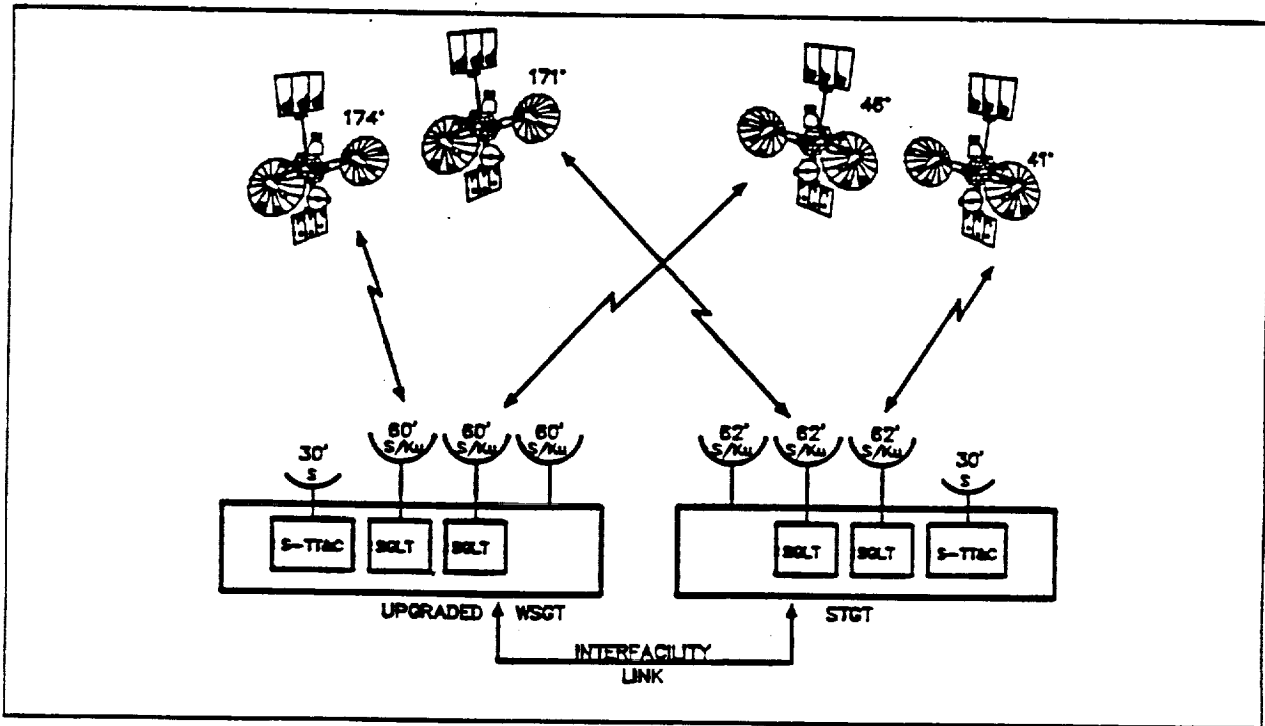 171°
174°
46°
41°
60' S/Ku
60' S/Ku
60' S/Ku
30' S
62' S/Ku
62' S/Ku
62' S/Ku
30' S
S-TT&C
SGLT
SGLT
SGLT
SGLT
S-TT&C
UPGRADED WSGT
STGT
INTERFACILITY
LINK